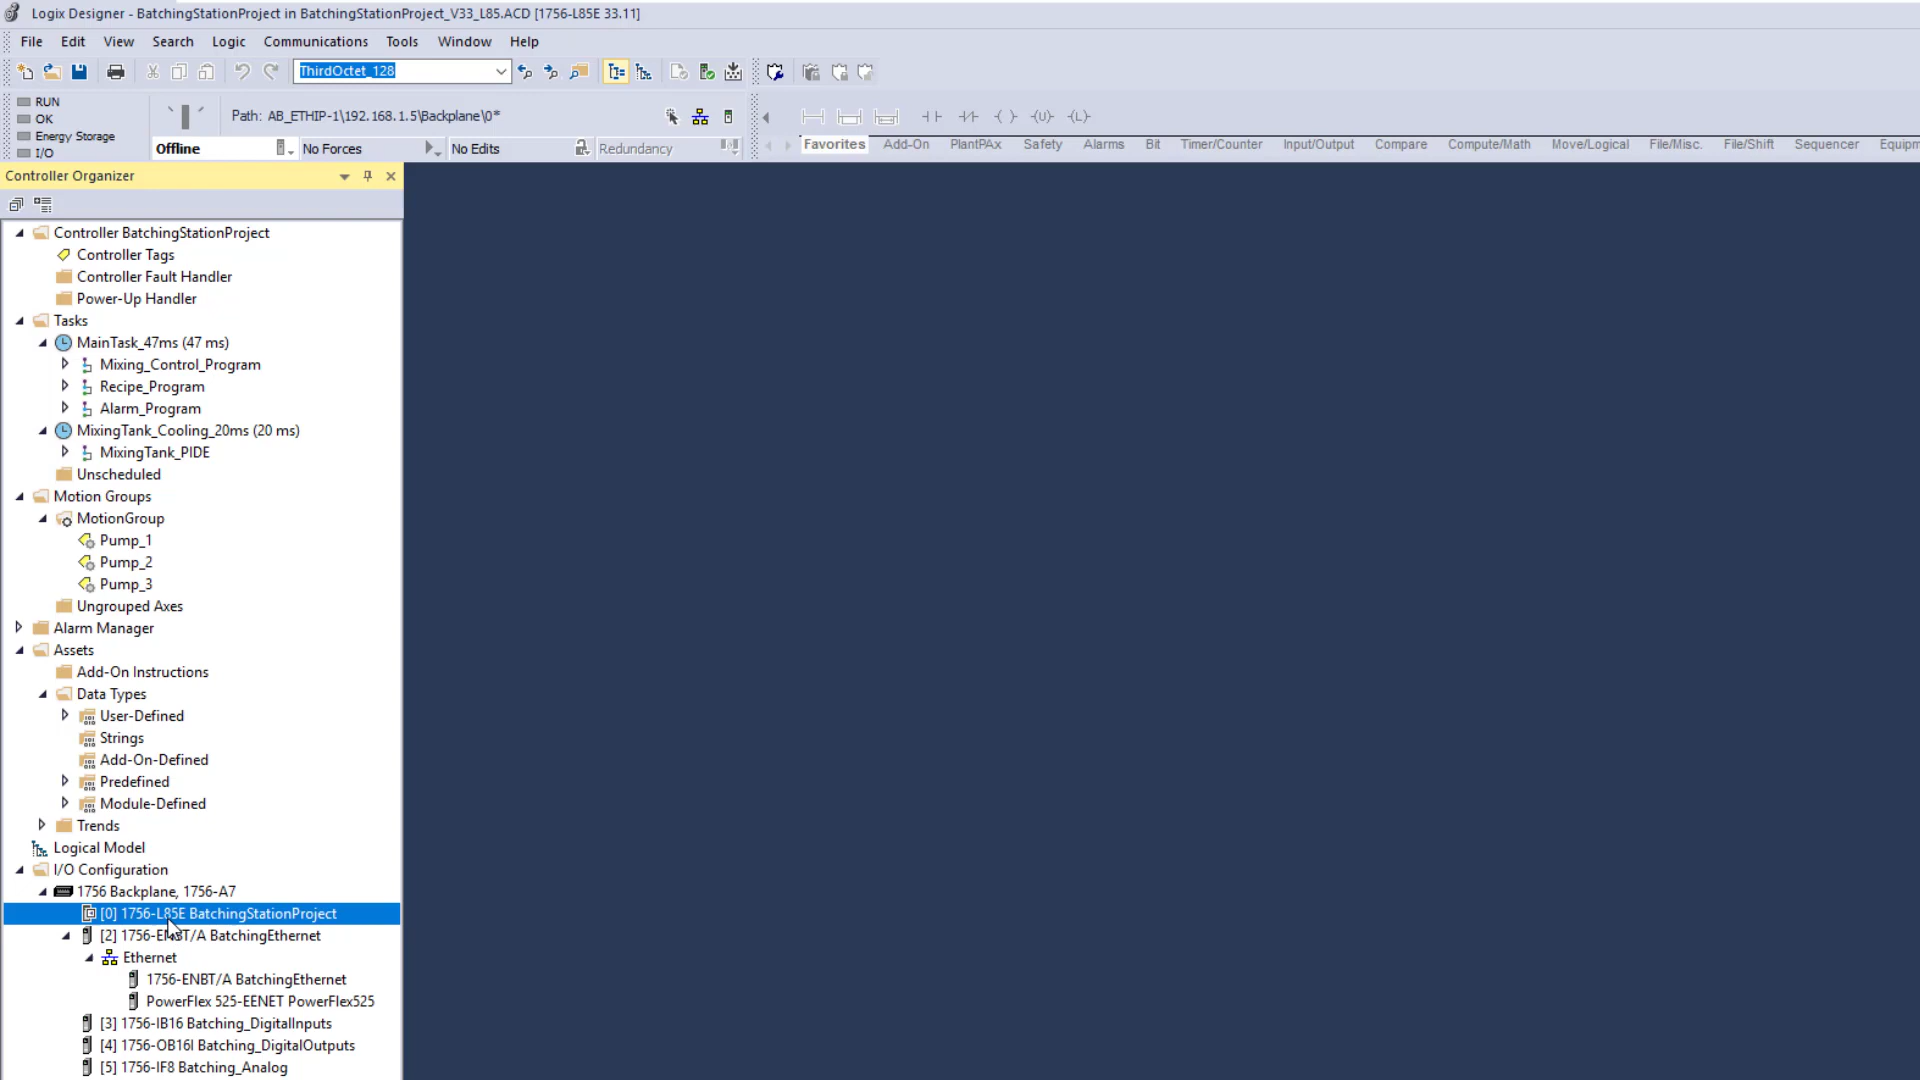 Logix Designer - BatchingStationProject in BatchingStationProject_V33_L85.ACD [1756-L85E 33.11]
File Edit View Search Logic Communications Tools Window Help
ThirdOctet_128
RUN
OK
Energy Storage
I/O
Path: AB_ETHIP-1\192.168.1.5\Backplane\0*
Offline No Forces No Edits Redundancy
Favorites Add-On PlantPAx Safety Alarms Bit Timer/Counter Input/Output Compare Compute/Math Move/Logical File/Misc. File/Shift Sequencer Equipm
Controller Organizer
Controller BatchingStationProject
Controller Tags
Controller Fault Handler
Power-Up Handler
Tasks
MainTask_47ms (47 ms)
Mixing_Control_Program
Recipe_Program
Alarm_Program
MixingTank_Cooling_20ms (20 ms)
MixingTank_PIDE
Unscheduled
Motion Groups
MotionGroup
Pump_1
Pump_2
Pump_3
Ungrouped Axes
Alarm Manager
Assets
Add-On Instructions
Data Types
User-Defined
Strings
Add-On-Defined
Predefined
Module-Defined
Trends
Logical Model
I/O Configuration
1756 Backplane, 1756-A7
[0] 1756-L85E BatchingStationProject
[2] 1756-ENBT/A BatchingEthernet
Ethernet
1756-ENBT/A BatchingEthernet
PowerFlex 525-EENET PowerFlex525
[3] 1756-IB16 Batching_DigitalInputs
[4] 1756-OB16I Batching_DigitalOutputs
[5] 1756-IF8 Batching_Analog